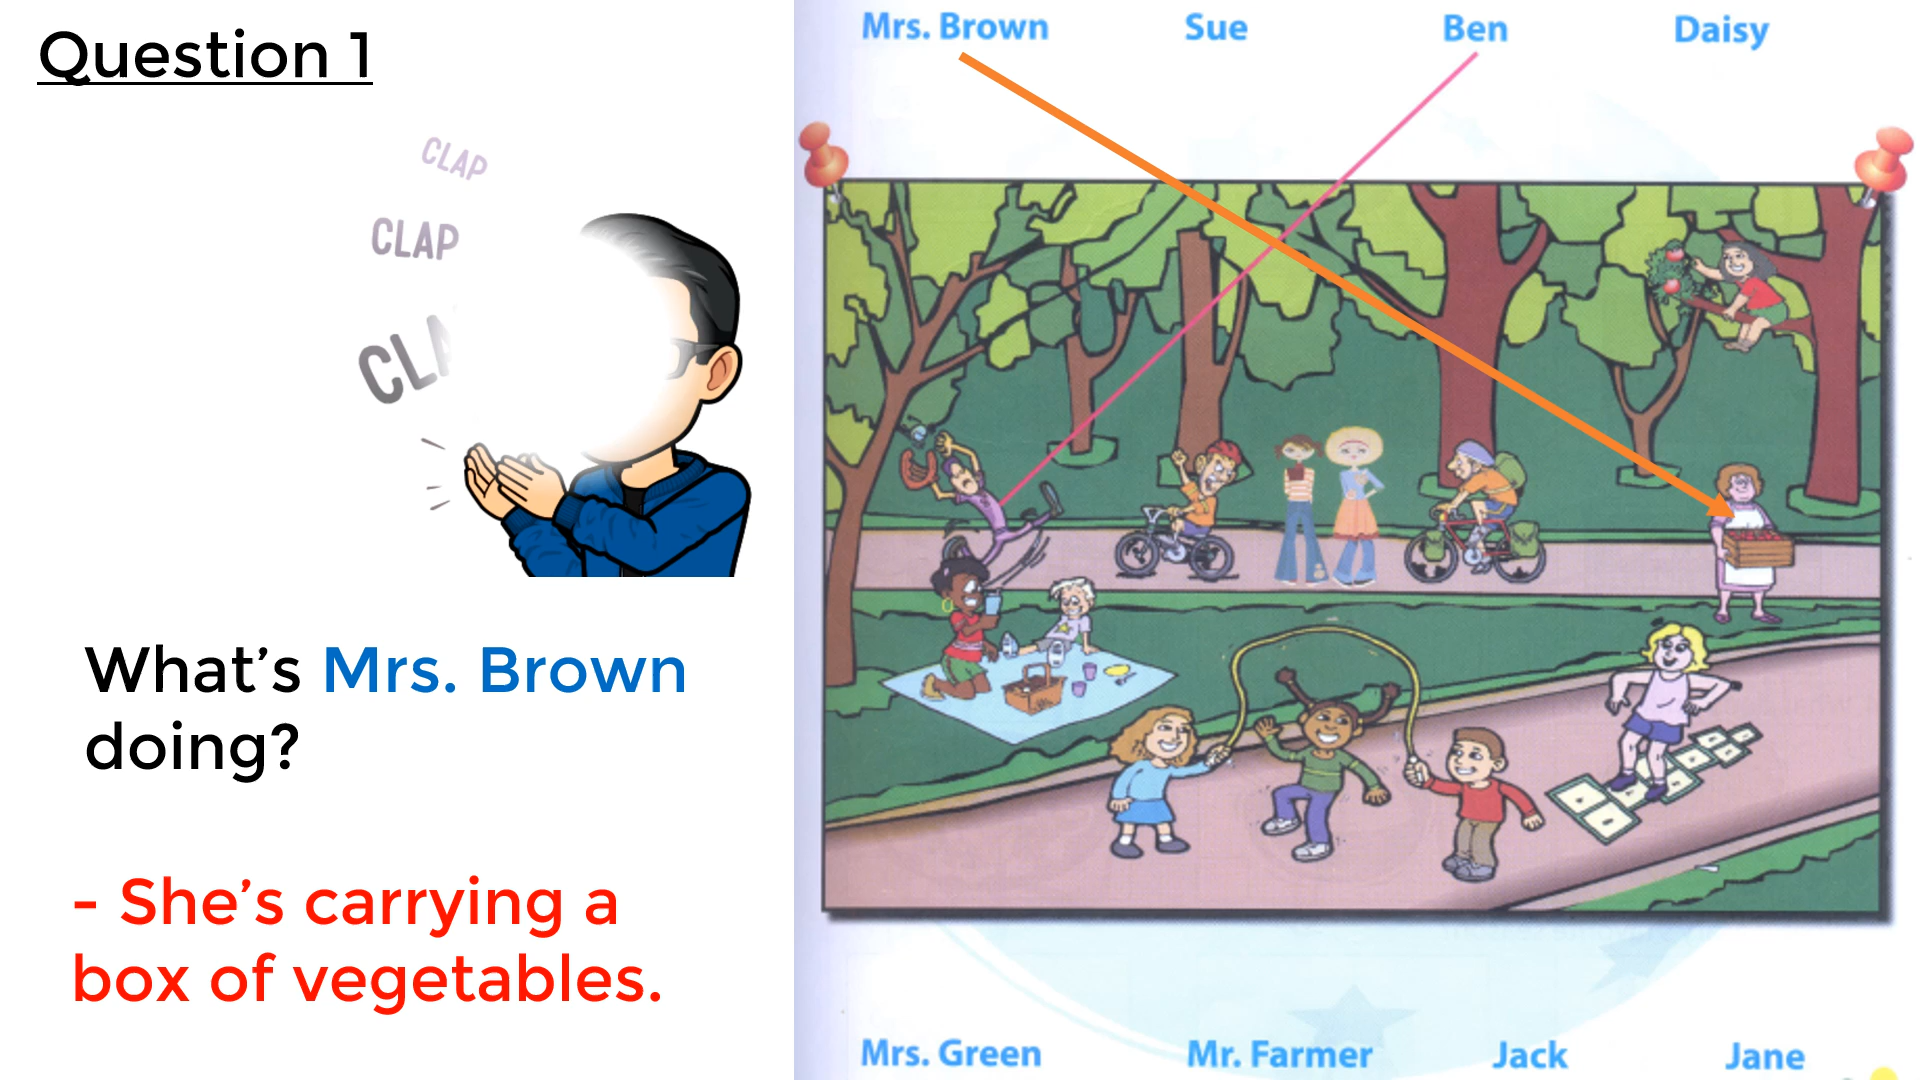 Question 1
CLAP
CLAP
CLA
What's Mrs. Brown
doing?
- She's carrying a
box of vegetables.
Mrs. Brown Sue Ben Daisy
Mrs. Green Mr. Farmer Jack Jane